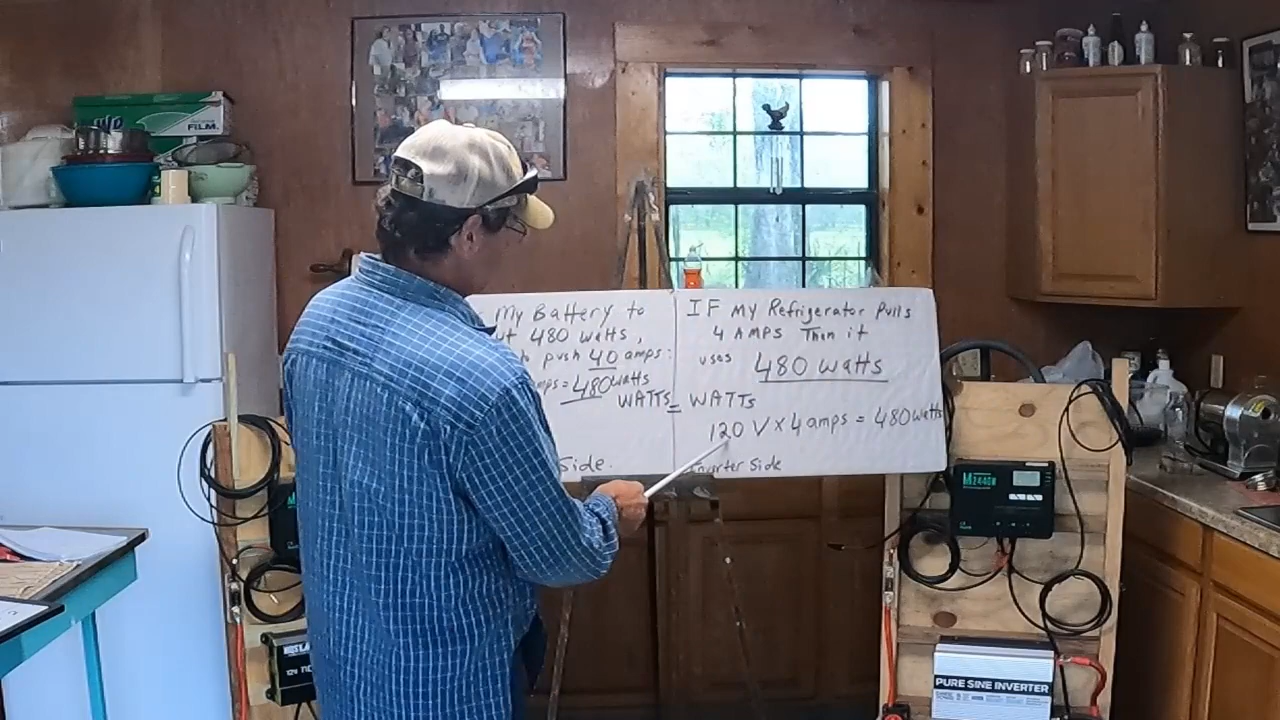 FILM
My Battery to
480 watts,
push 40 amps:
= 480 watts
WATTS = WATTS
Side.
IF My Refrigerator Pulls
4 AMPS Then it
uses 480 watts
120 V x 4 amps = 480 watts
Inverter Side
PURE SINE INVERTER